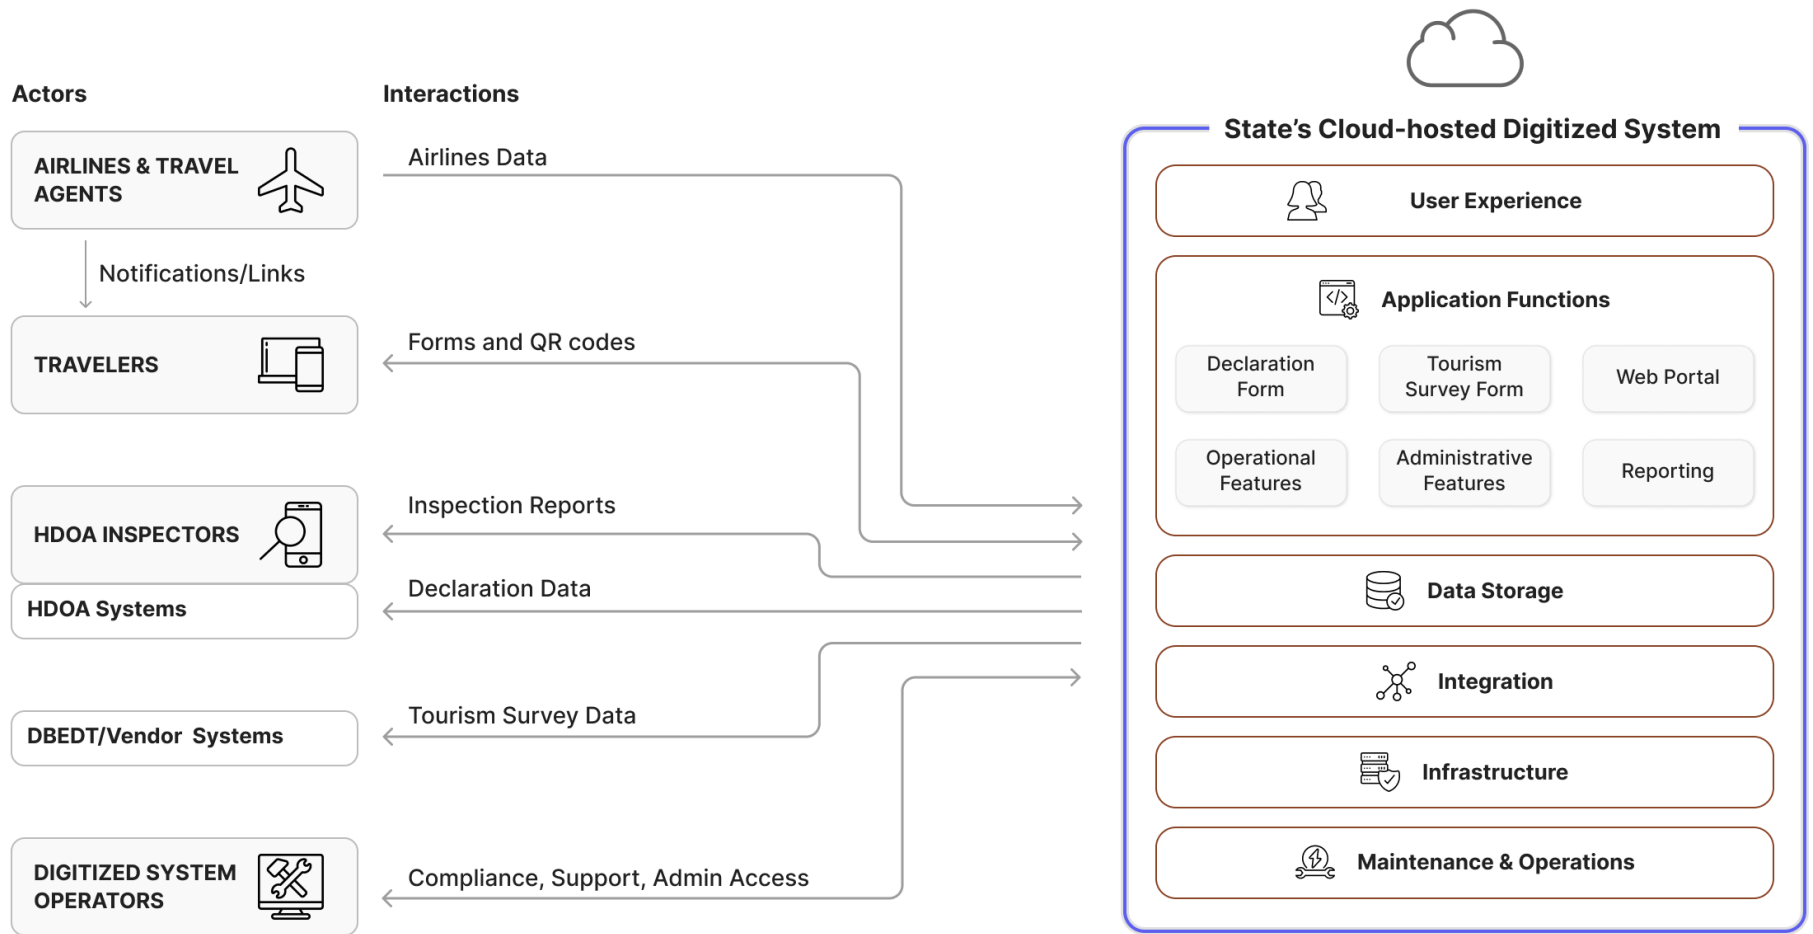 Actors
Interactions
State’s Cloud-hosted Digitized System
AIRLINES & TRAVEL
AGENTS
Notifications/Links
TRAVELERS
HDOA INSPECTORS
HDOA Systems
DBEDT/Vendor Systems
DIGITIZED SYSTEM
OPERATORS
Airlines Data
Forms and QR codes
Inspection Reports
Declaration Data
Tourism Survey Data
Compliance, Support, Admin Access
User Experience
</>
Application Functions
Declaration
Form
Tourism
Survey Form
Web Portal
Operational
Features
Administrative
Features
Reporting
Data Storage
Integration
Infrastructure
Maintenance & Operations